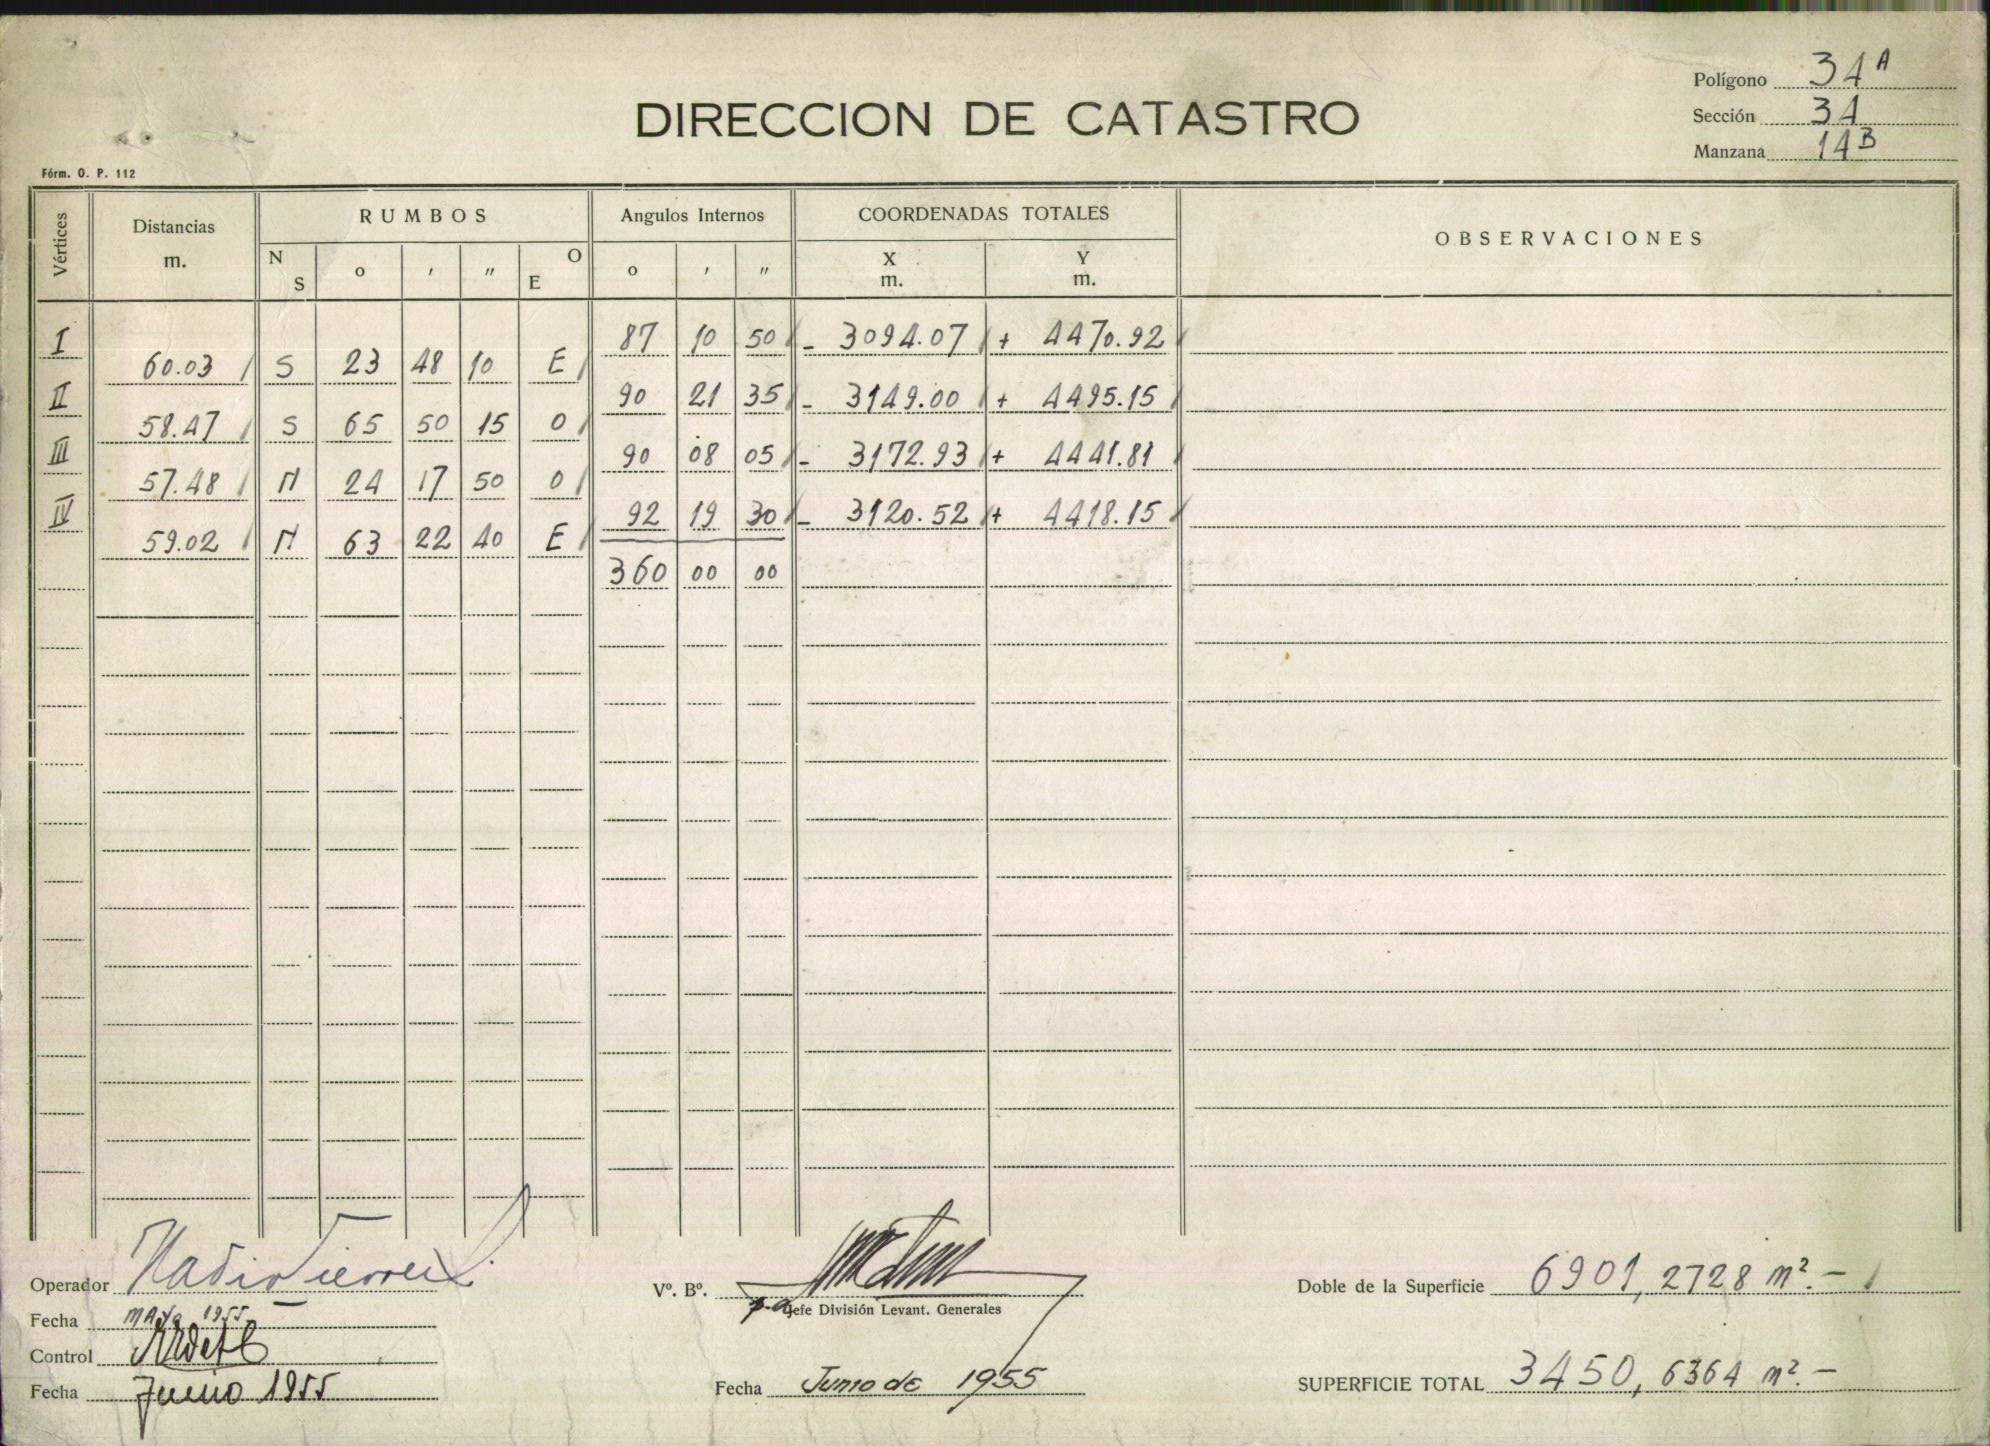 Polígono 34A
DIRECCION DE CATASTRO
Sección 34
Manzana 14B
Fórm. O. P. 112
Vértices Distancias m. RUMBOS Angulos Internos COORDENADAS TOTALES OBSERVACIONES
N S o ' " O E o ' " X m. Y m.
I 87 10 50 - 3094.07 + 4470.92
60.03 S 23 48 10 E
II 90 21 35 - 3149.00 + 4495.15
58.47 S 65 50 15 O
III 90 08 05 - 3172.93 + 4441.81
57.48 N 24 17 50 O
IV 92 19 30 - 3120.52 + 4418.15
59.02 N 63 22 40 E
360 00 00
Operador
Vº. Bº.
Doble de la Superficie 6901,2728 m².-
p.a Jefe División Levant. Generales
Fecha Mayo 1955
Control
Fecha Junio 1955
Fecha Junio de 1955
SUPERFICIE TOTAL 3450,6364 m².-